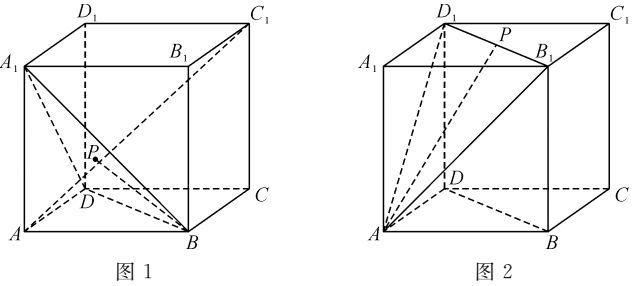 D₁ C₁
A₁ B₁
P
D C
A B
图 1
D₁ P C₁
A₁ B₁
D C
A B
图 2